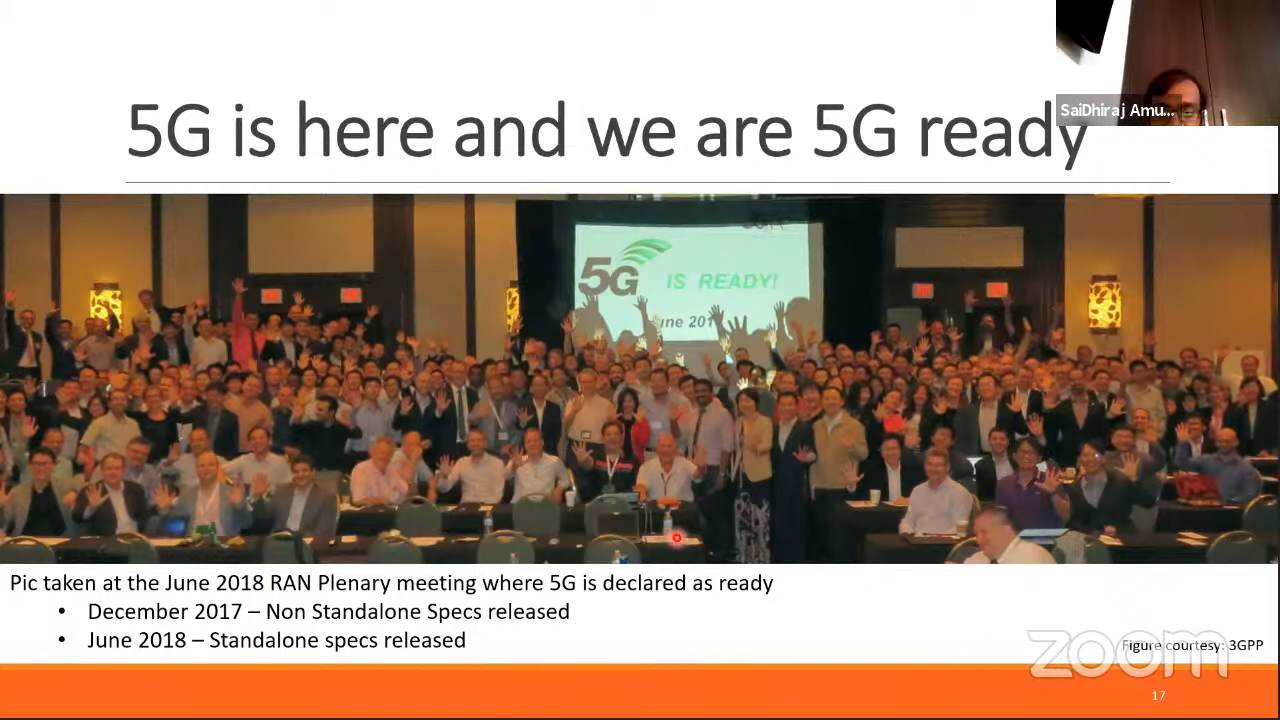 5G is here and we are 5G ready
SaiDhiraj Amu...
5G IS READY!
Pic taken at the June 2018 RAN Plenary meeting where 5G is declared as ready
• December 2017 – Non Standalone Specs released
• June 2018 – Standalone specs released
Figure courtesy: 3GPP
zoom
17